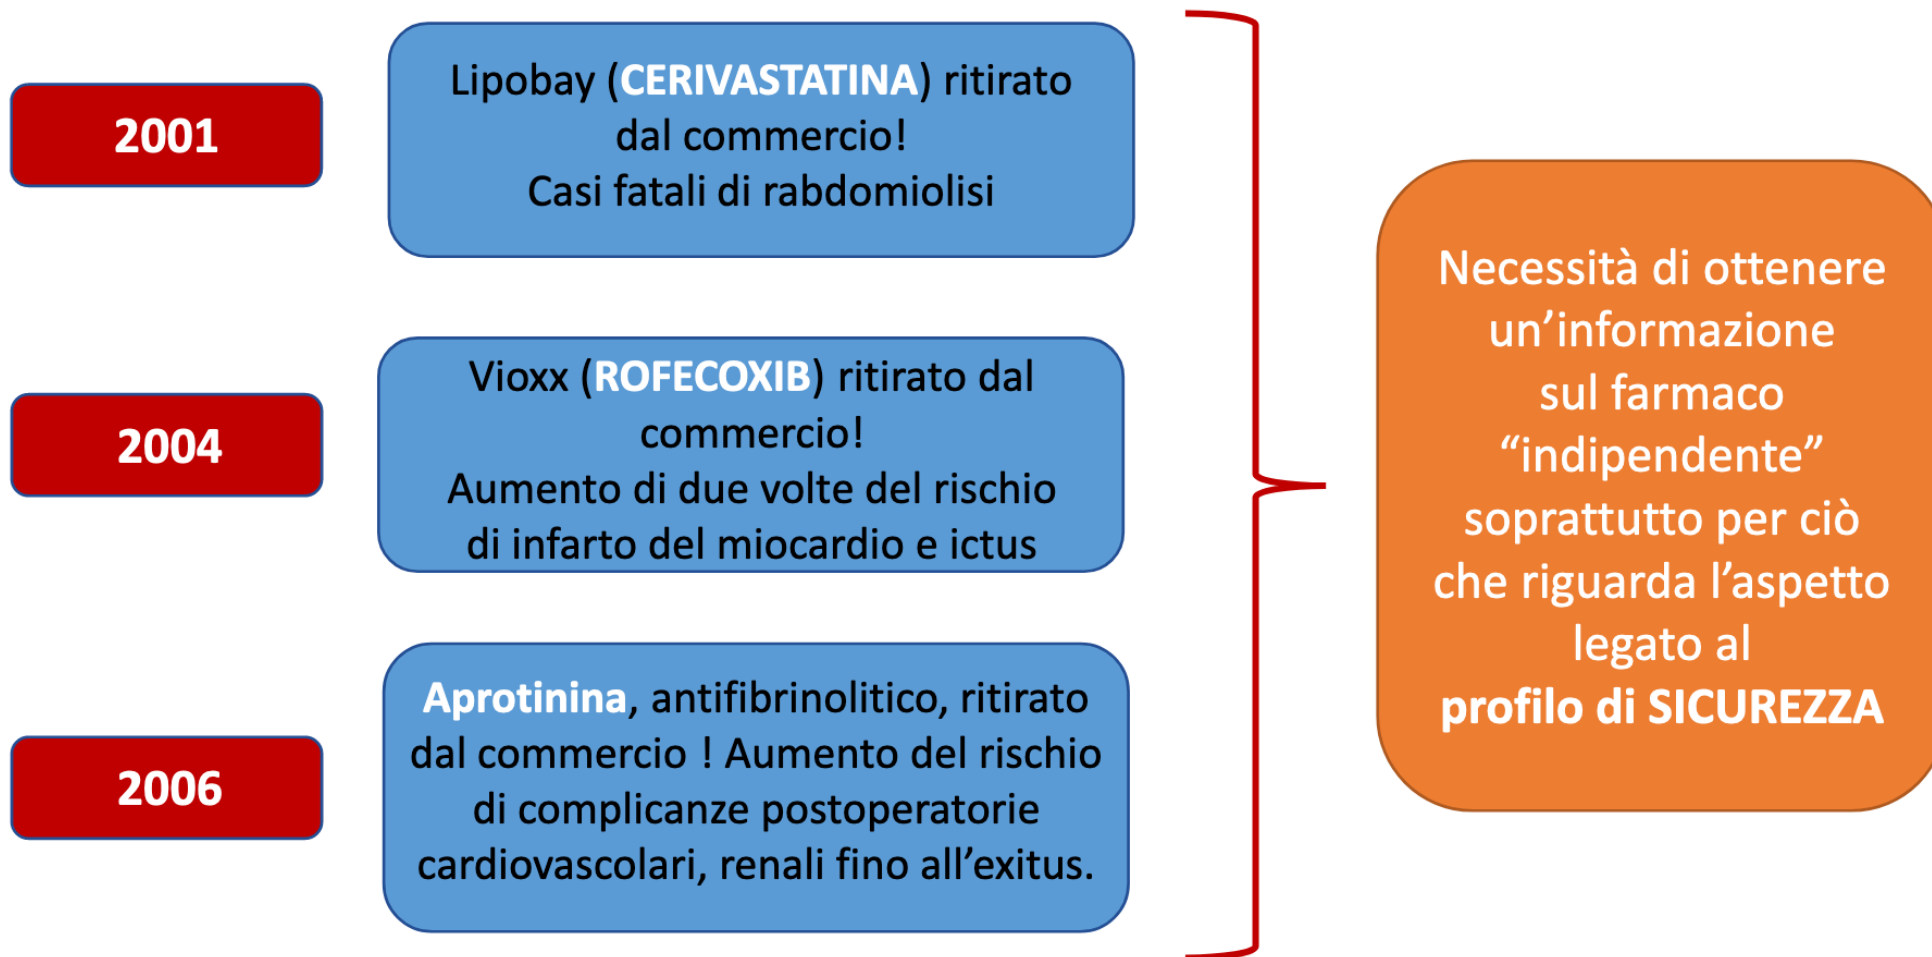 2001
Lipobay (CERIVASTATINA) ritirato
dal commercio!
Casi fatali di rabdomiolisi
2004
Vioxx (ROFECOXIB) ritirato dal
commercio!
Aumento di due volte del rischio
di infarto del miocardio e ictus
2006
Aprotinina, antifibrinolitico, ritirato
dal commercio ! Aumento del rischio
di complicanze postoperatorie
cardiovascolari, renali fino all’exitus.
Necessità di ottenere
un’informazione
sul farmaco
“indipendente”
soprattutto per ciò
che riguarda l’aspetto
legato al
profilo di SICUREZZA